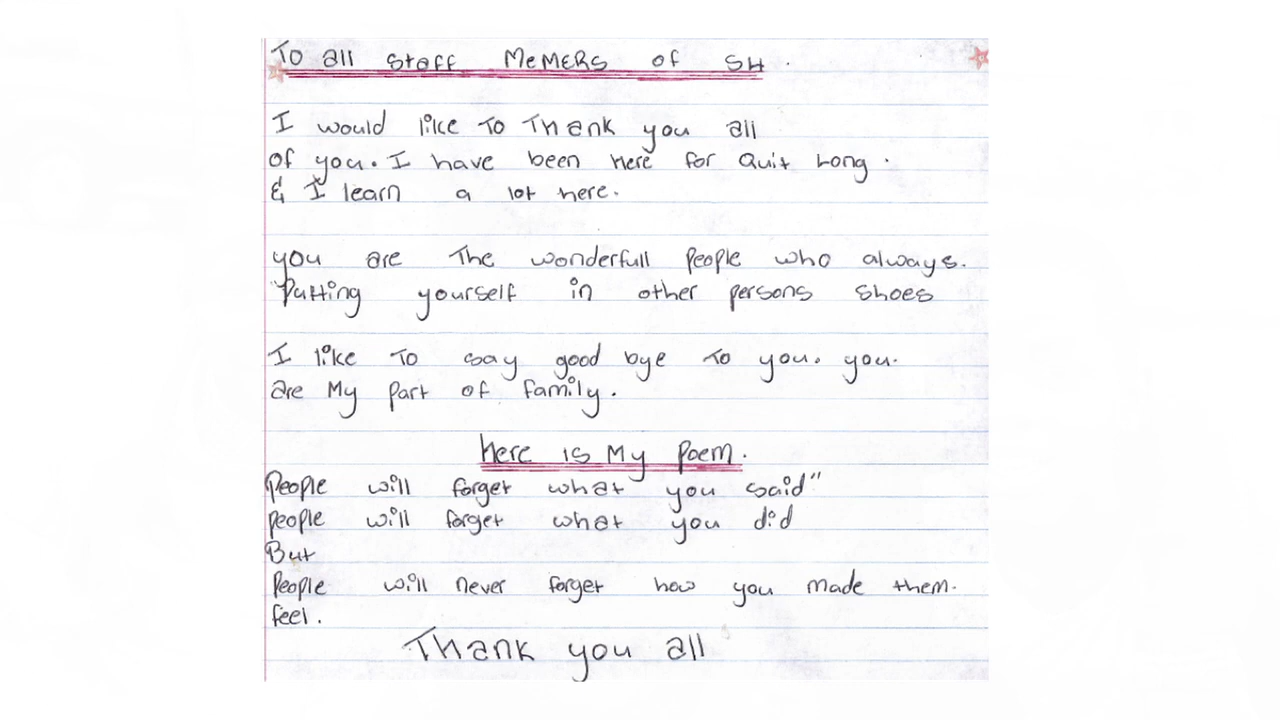 To all staff MeMERS of SH.
I would like To Thank you all
of you. I have been Here for Quit Long.
& I learn a lot here.
you are The wonderfull People who always.
Putting yourself in other persons shoes
I like To say good bye To you. you.
are My Part of family.
Here is My Poem.
People will forget what you said"
People will forget what you did
But
People will never forget how you made them.
feel.
Thank you all